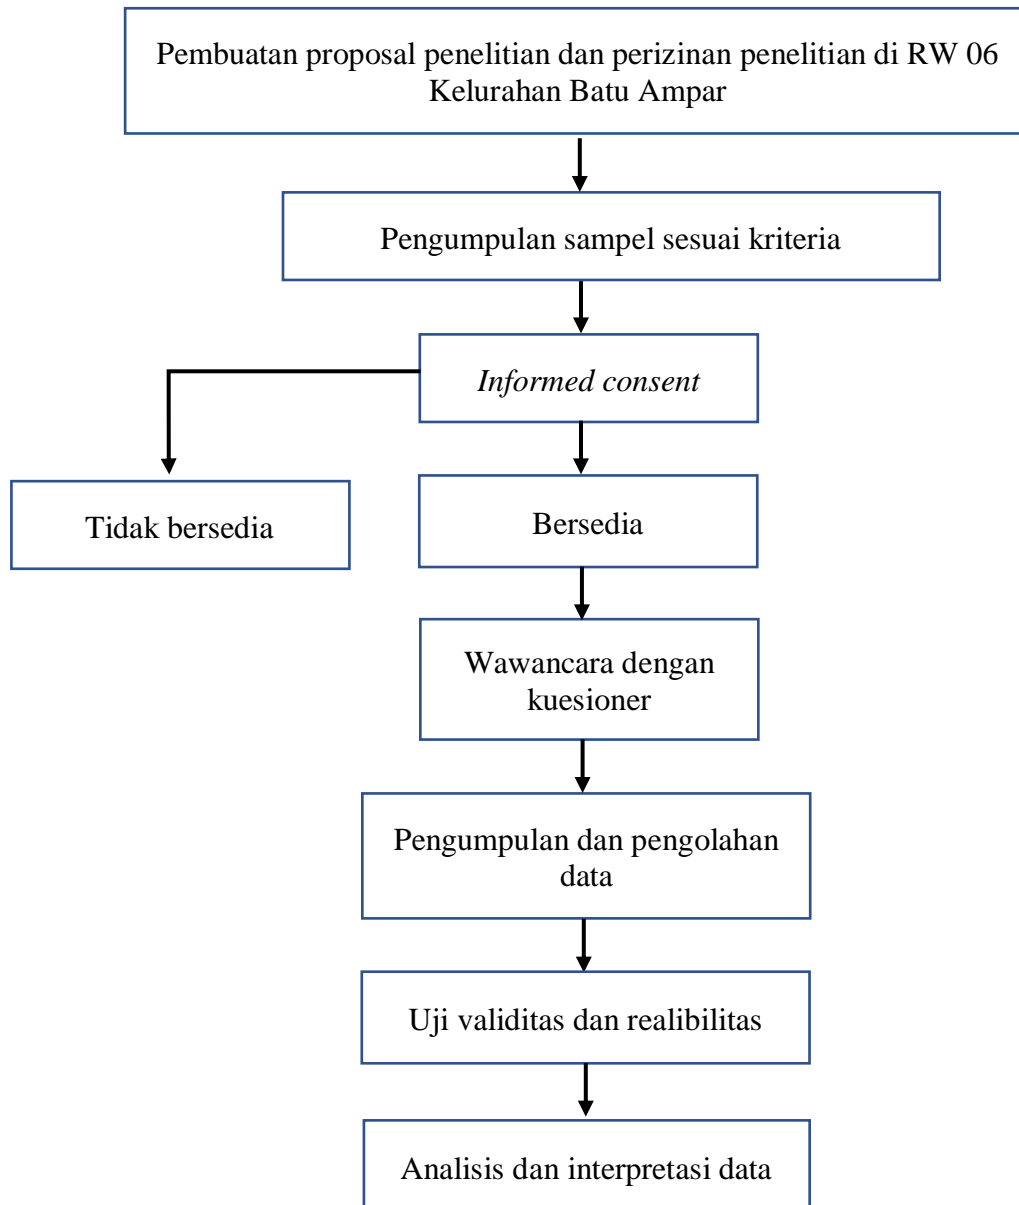 Pembuatan proposal penelitian dan perizinan penelitian di RW 06
Kelurahan Batu Ampar
Pengumpulan sampel sesuai kriteria
Informed consent
Tidak bersedia
Bersedia
Wawancara dengan
kuesioner
Pengumpulan dan pengolahan
data
Uji validitas dan realibilitas
Analisis dan interpretasi data